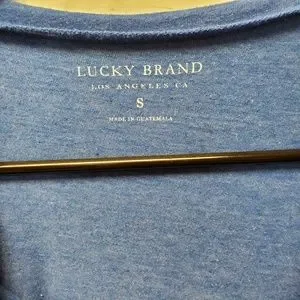 LUCKY BRAND
LOS ANGELES CA
S
MADE IN GUATEMALA